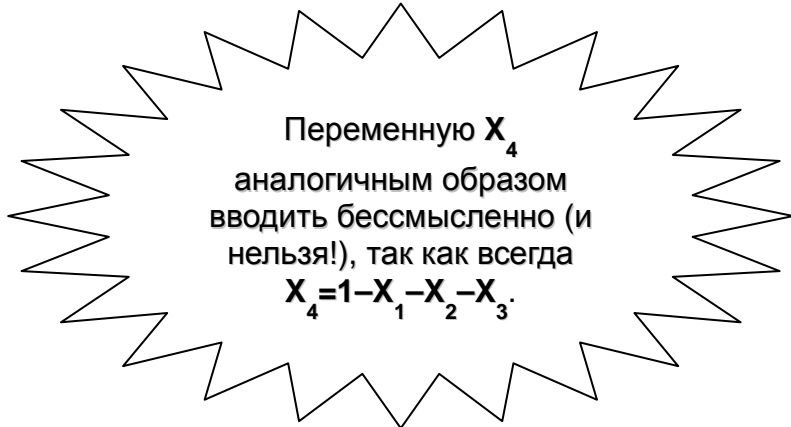 Переменную X₄
аналогичным образом
вводить бессмысленно (и
нельзя!), так как всегда
X₄=1–X₁–X₂–X₃.